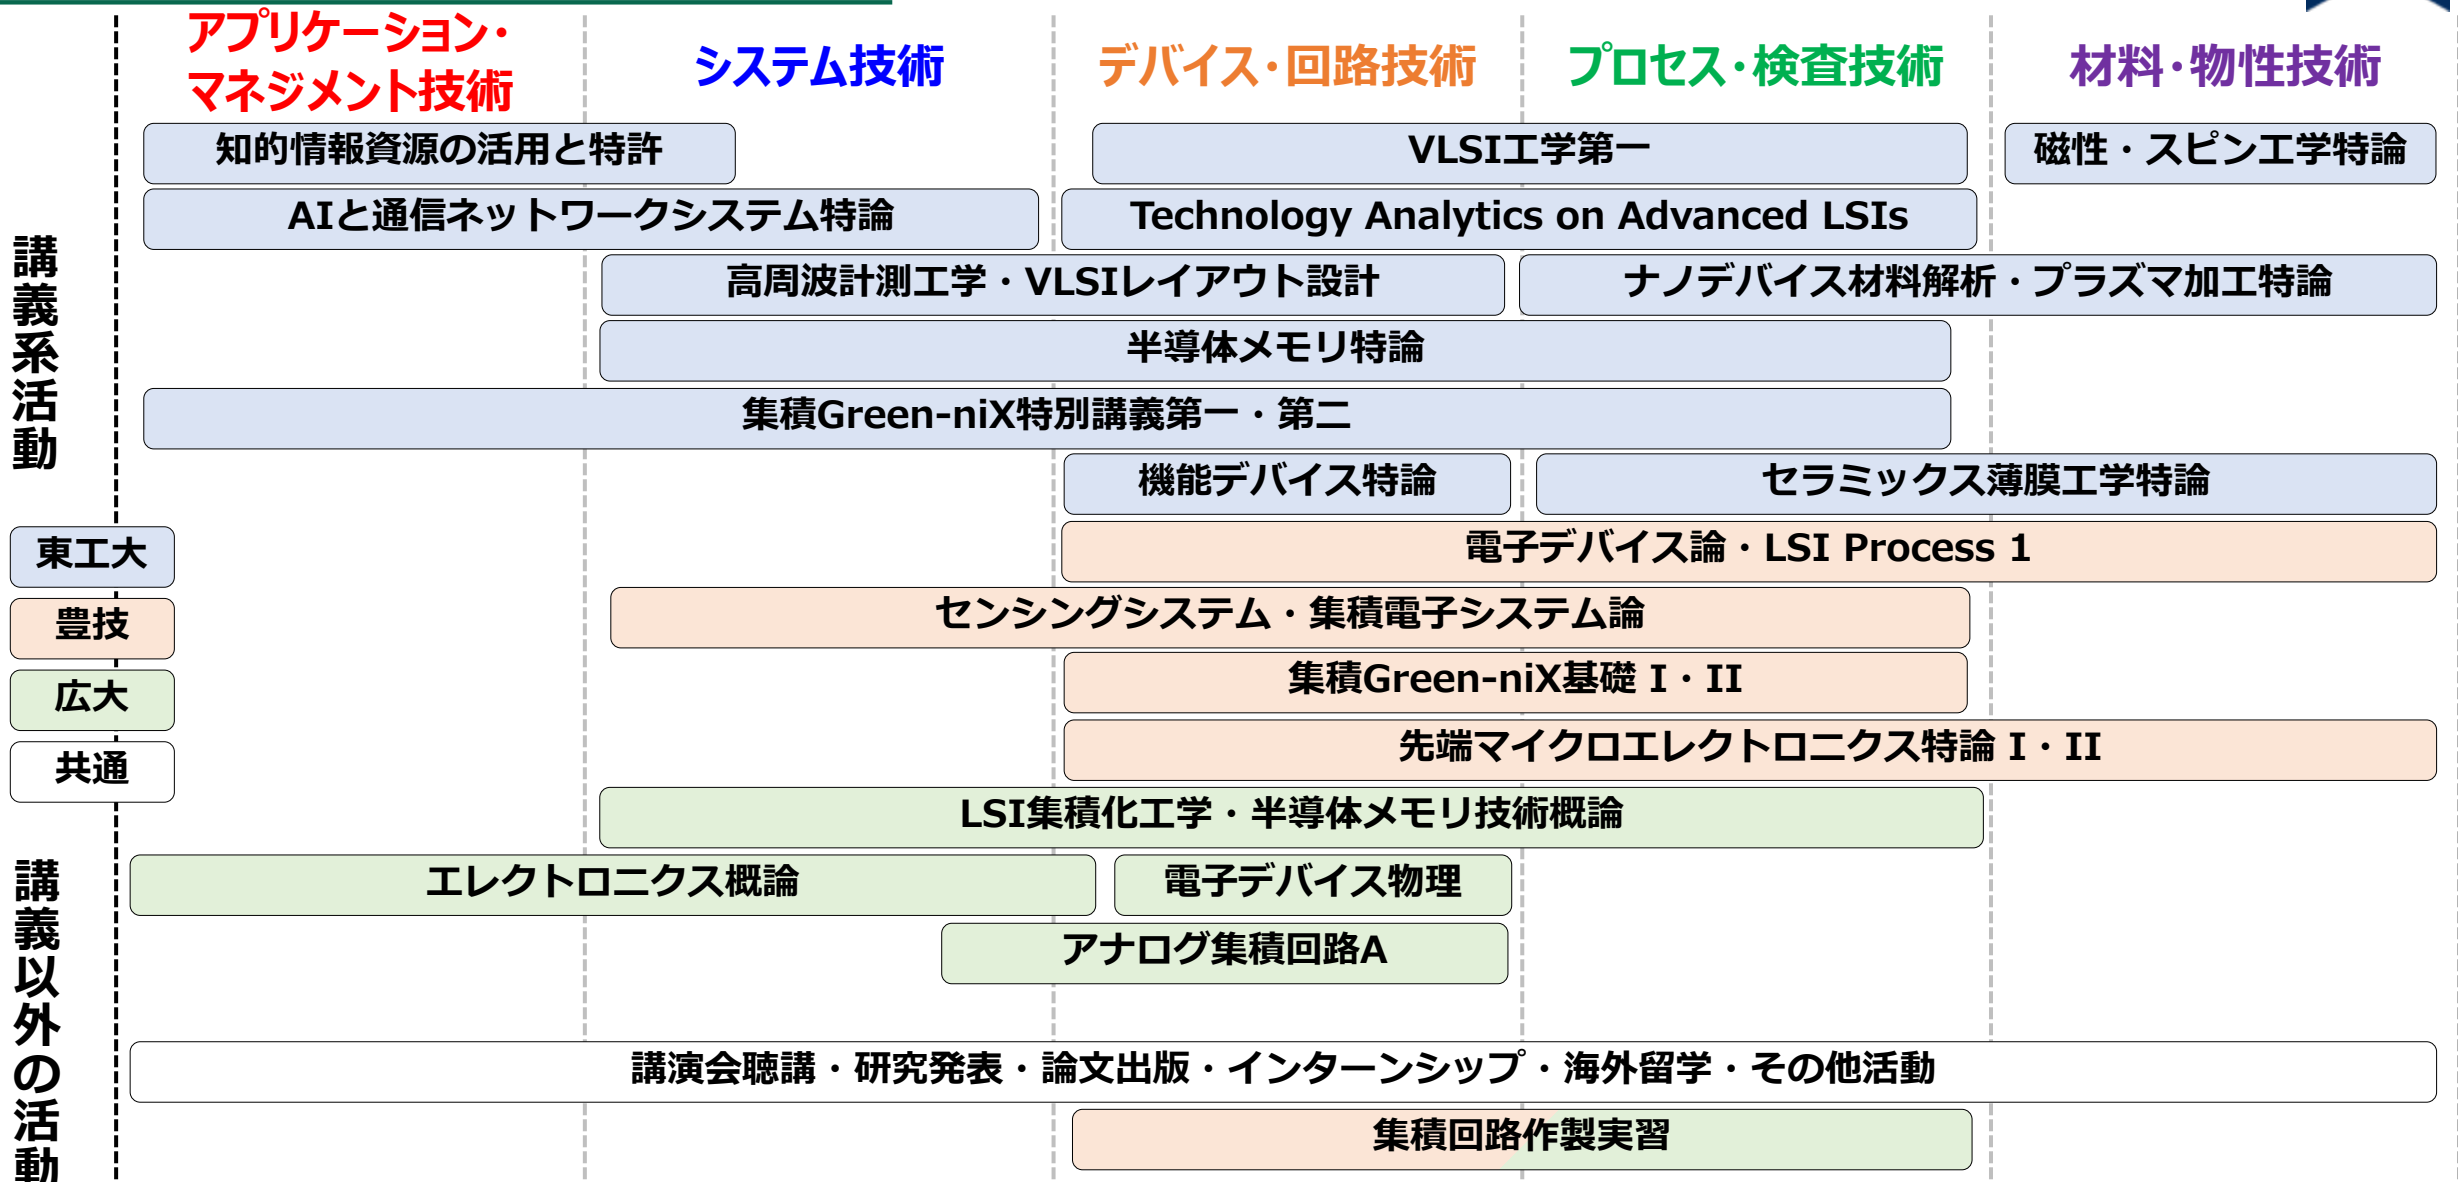 アプリケーション・
マネジメント技術
システム技術
デバイス・回路技術
プロセス・検査技術
材料・物性技術
講義系活動
知的情報資源の活用と特許
VLSI工学第一
磁性・スピン工学特論
AIと通信ネットワークシステム特論
Technology Analytics on Advanced LSIs
高周波計測工学・VLSIレイアウト設計
ナノデバイス材料解析・プラズマ加工特論
半導体メモリ特論
集積Green-niX特別講義第一・第二
機能デバイス特論
セラミックス薄膜工学特論
東工大
電子デバイス論・LSI Process 1
豊技
センシングシステム・集積電子システム論
広大
集積Green-niX基礎 I・II
共通
先端マイクロエレクトロニクス特論 I・II
LSI集積化工学・半導体メモリ技術概論
講義以外の活動
エレクトロニクス概論
電子デバイス物理
アナログ集積回路A
講演会聴講・研究発表・論文出版・インターンシップ・海外留学・その他活動
集積回路作製実習